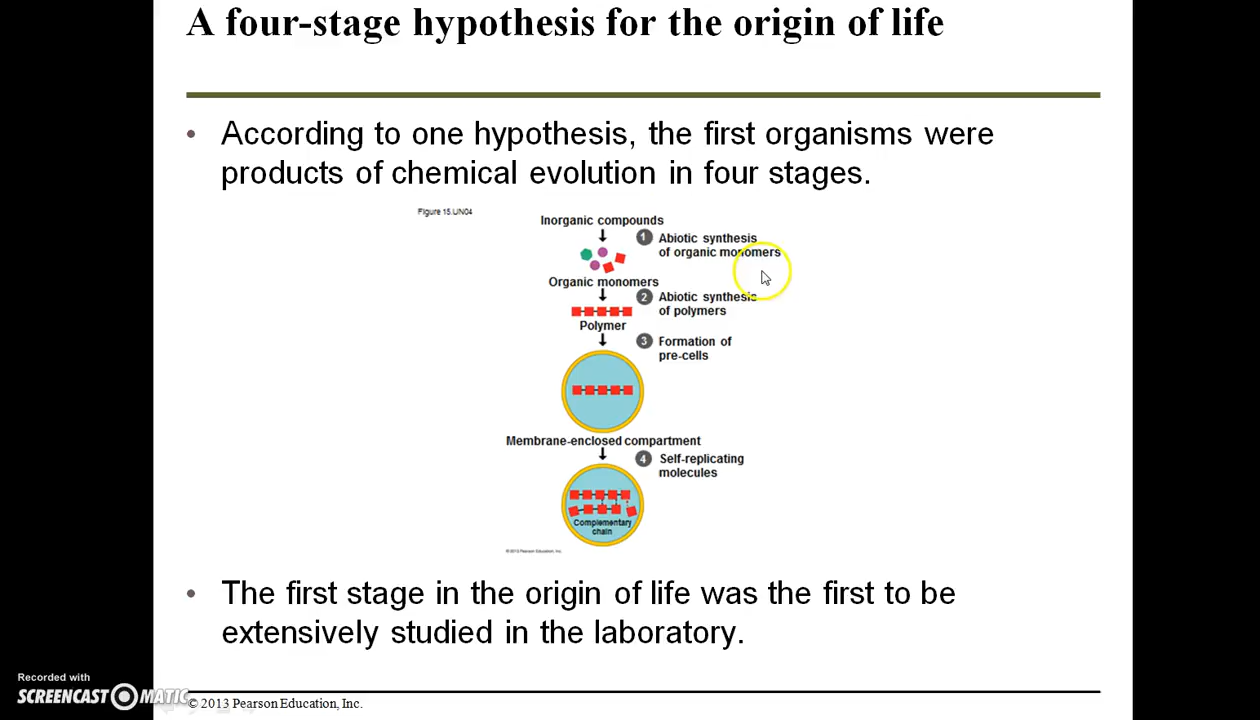 A four-stage hypothesis for the origin of life
• According to one hypothesis, the first organisms were
products of chemical evolution in four stages.
Figure 15.UN04
Inorganic compounds
1 Abiotic synthesis
of organic monomers
Organic monomers
2 Abiotic synthesis
of polymers
Polymer
3 Formation of
pre-cells
Membrane-enclosed compartment
4 Self-replicating
molecules
Complementary
chain
© 2013 Pearson Education, Inc.
• The first stage in the origin of life was the first to be
extensively studied in the laboratory.
Recorded with
SCREENCAST MATIC
© 2013 Pearson Education, Inc.